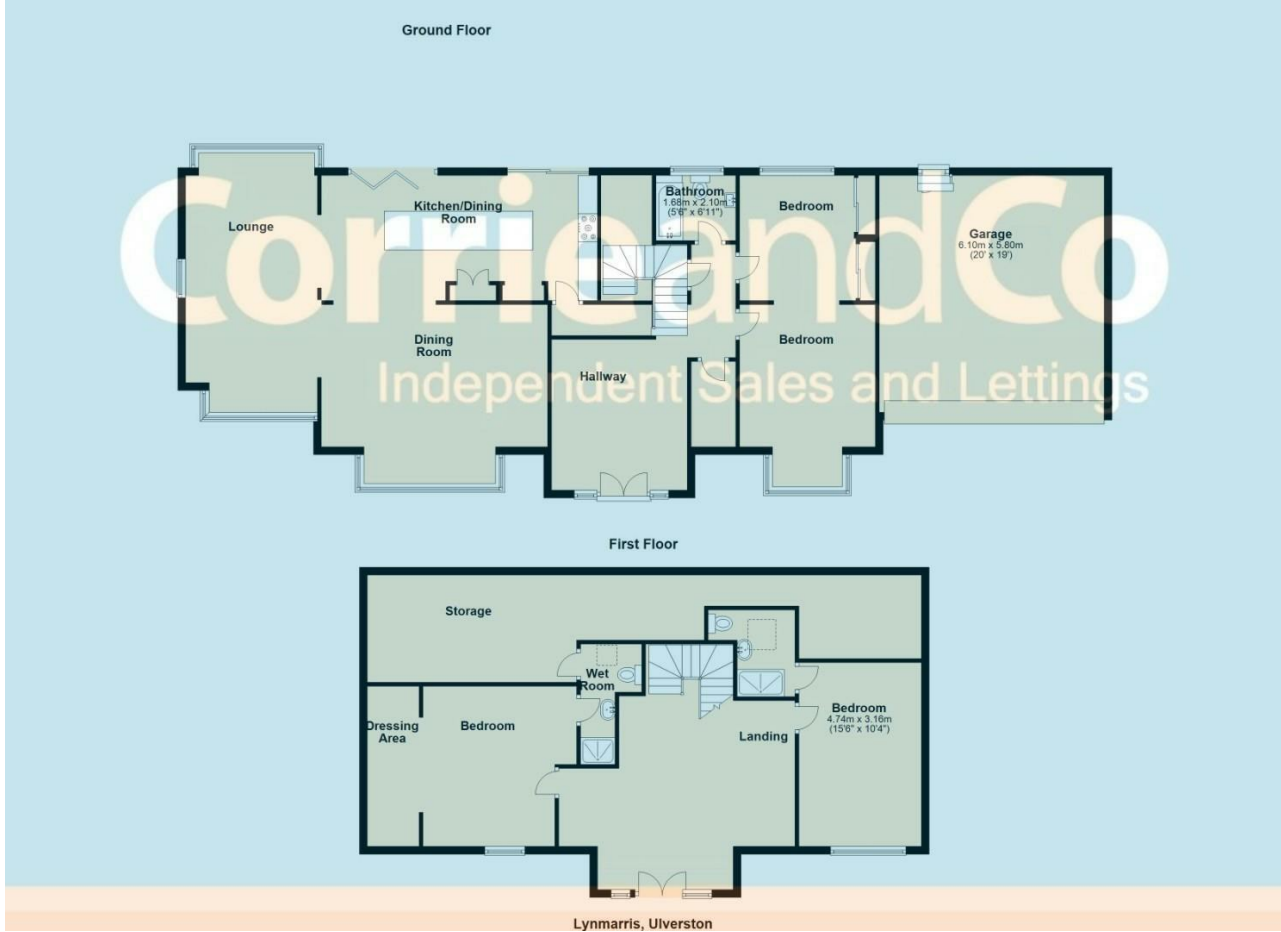 Ground Floor
Lounge
Kitchen/Dining
Room
Bathroom
1.68m x 2.10m
(5'6" x 6'11")
Bedroom
Garage
6.10m x 5.80m
(20' x 19')
CorrieandCo
Independent Sales and Lettings
Dining
Room
Hallway
Bedroom
First Floor
Storage
Wet
Room
Dressing
Area
Bedroom
Landing
Bedroom
4.74m x 3.16m
(15'6" x 10'4")
Lynmarris, Ulverston